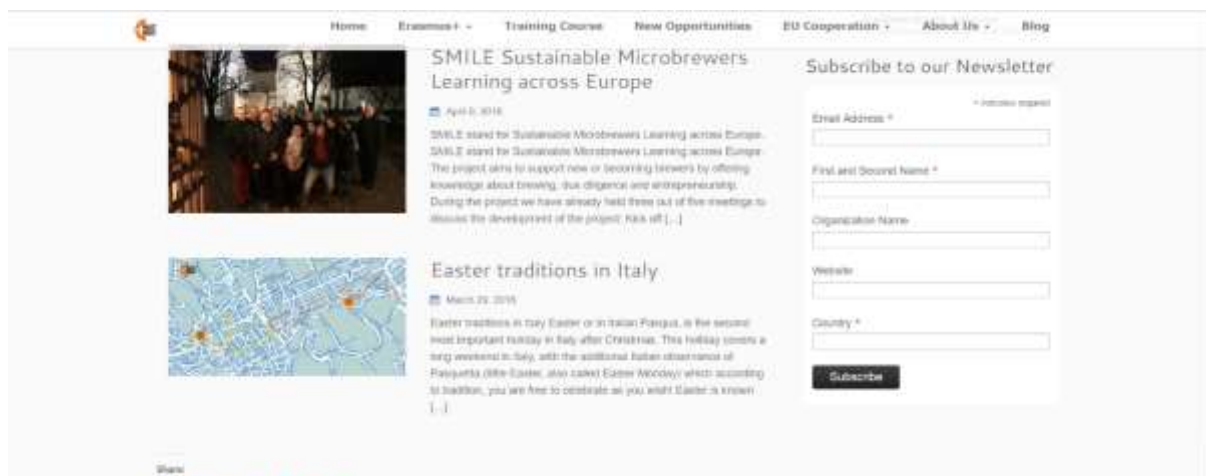 Home Erasmus+ Training Course New Opportunities EU Cooperation About Us Blog
SMILE Sustainable Microbrewers
Learning across Europe
April 2016
SMILE stand for Sustainable Microbrewers Learning across Europe.
SMILE stand for Sustainable Microbrewers Learning across Europe.
The project aims to support new or becoming brewers by offering
knowledge about brewing, due diligence and entrepreneurship.
During the project we have already held three out of five meetings to
discuss the development of the project: Kick off [...]
Easter traditions in Italy
March 2016
Easter traditions in Italy Easter or in Italian Pasqua, is the second
most important holiday in Italy after Christmas. This holiday covers a
long weekend in Italy, with the additional Italian observance of
Pasquetta (little Easter, also called Easter Monday) which according
to tradition, you are free to celebrate as you wish! Easter is known
[...]
Subscribe to our Newsletter
* indicates required
Email Address *
First and Second Name *
Organization Name
Website
Country *
Subscribe
Share